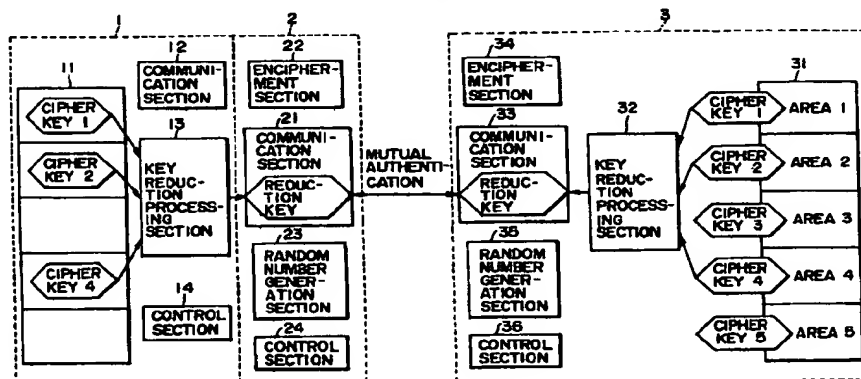 1
2
3
11
12
COMMUNI-
CATION
SECTION
CIPHER
KEY 1
CIPHER
KEY 2
CIPHER
KEY 4
13
KEY
REDUC-
TION
PROCESS-
ING
SECTION
14
CONTROL
SECTION
22
ENCIPHER-
MENT
SECTION
21
COMMUNI-
CATION
SECTION
REDUCTION
KEY
23
RANDOM
NUMBER
GENER-
ATION
SECTION
24
CONTROL
SECTION
MUTUAL
AUTHENTI-
CATION
34
ENCIPHER-
MENT
SECTION
33
COMMUNI-
CATION
SECTION
REDUCTION
KEY
35
RANDOM
NUMBER
GENER-
ATION
SECTION
36
CONTROL
SECTION
32
KEY
REDUC-
TION
PROCESS-
ING
SECTION
31
CIPHER
KEY 1
AREA 1
CIPHER
KEY 2
AREA 2
CIPHER
KEY 3
AREA 3
CIPHER
KEY 4
AREA 4
CIPHER
KEY 5
AREA 5